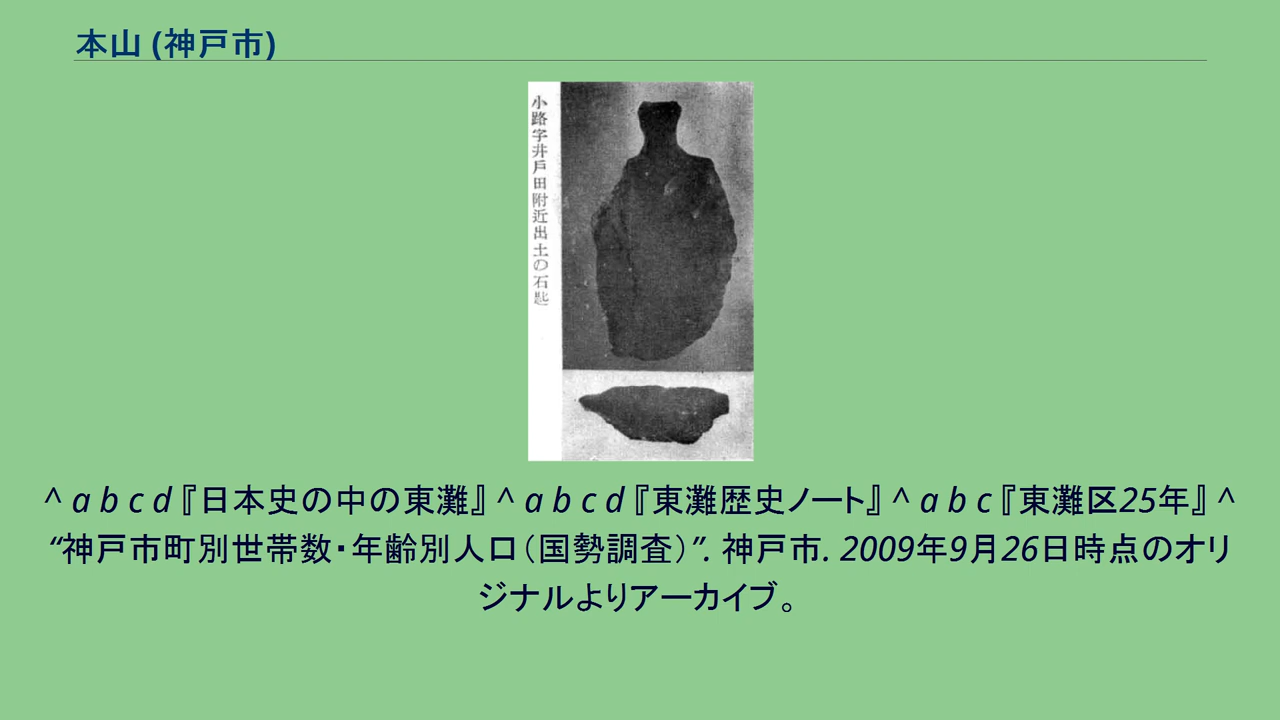 本山 (神戸市)
小路字井戸田附近出土の石匙
^ a b c d 『日本史の中の東灘』 ^ a b c d 『東灘歴史ノート』 ^ a b c 『東灘区25年』 ^
“神戸市町別世帯数・年齢別人口（国勢調査）”. 神戸市. 2009年9月26日時点のオリ
ジナルよりアーカイブ。